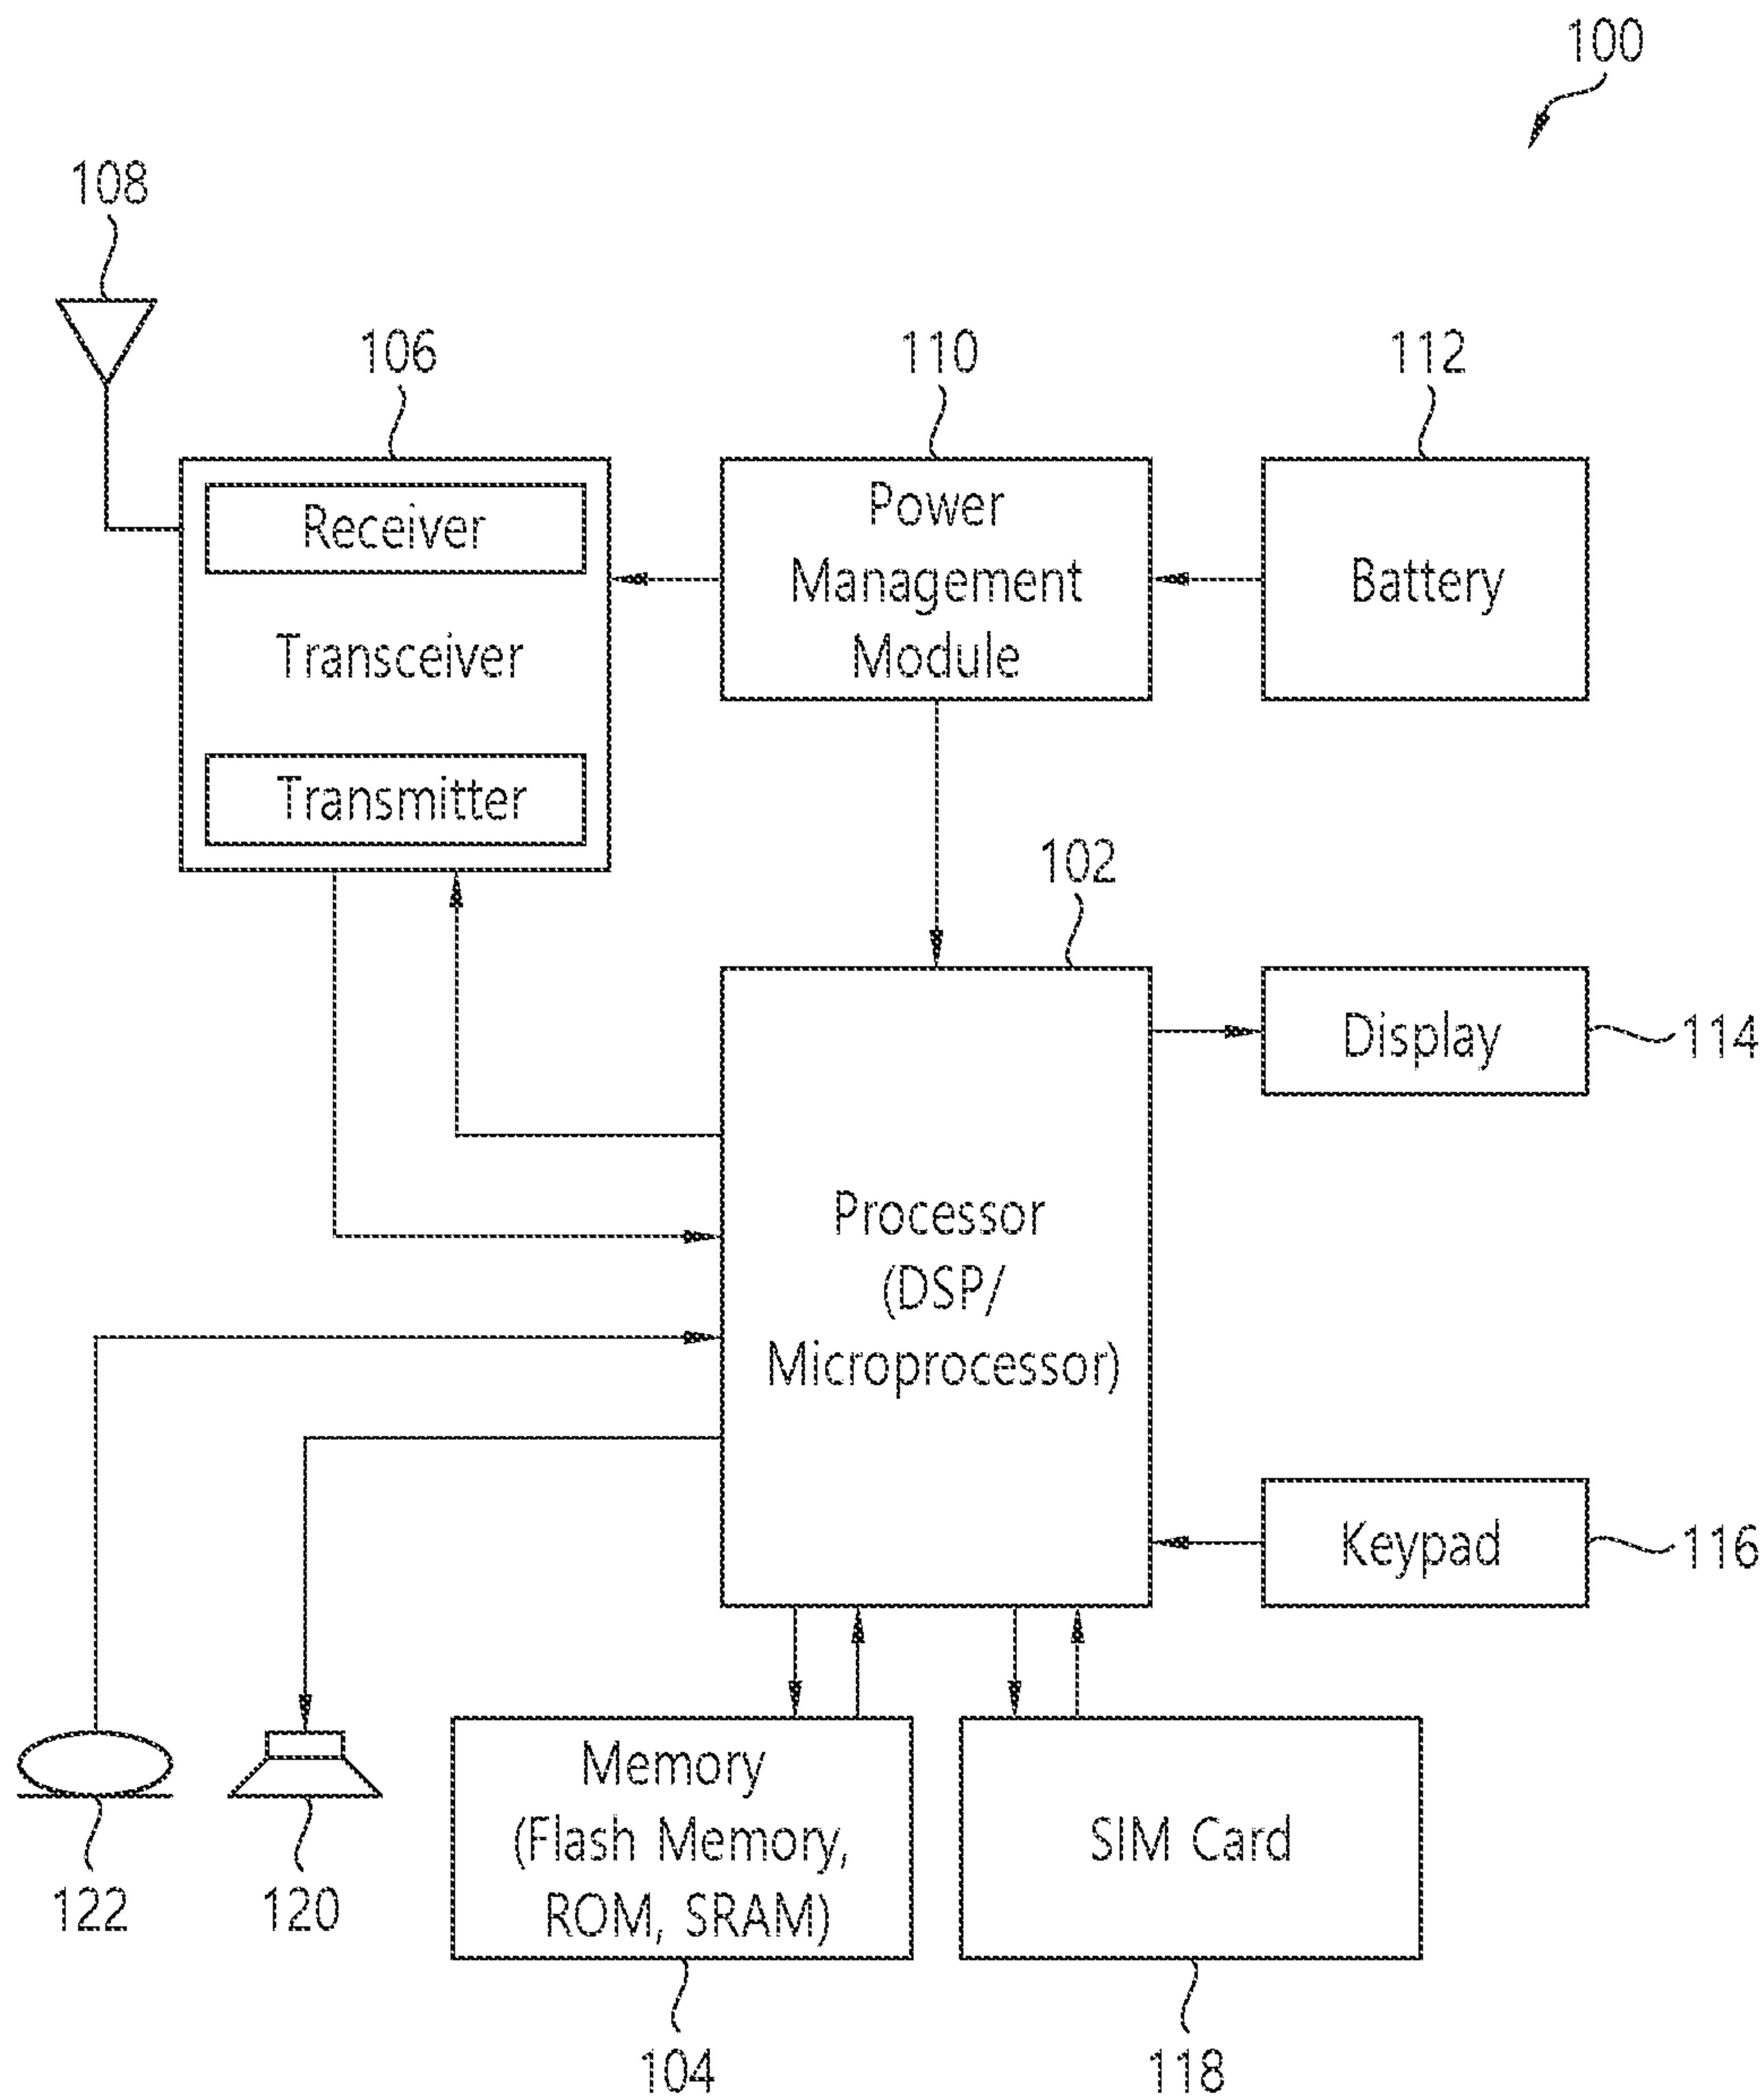 100
108
106
110
112
Receiver
Transceiver
Transmitter
Power
Management
Module
Battery
102
Display
114
Processor
(DSP/
Microprocessor)
Keypad
116
Memory
(Flash Memory,
ROM, SRAM)
SIM Card
122
120
104
118